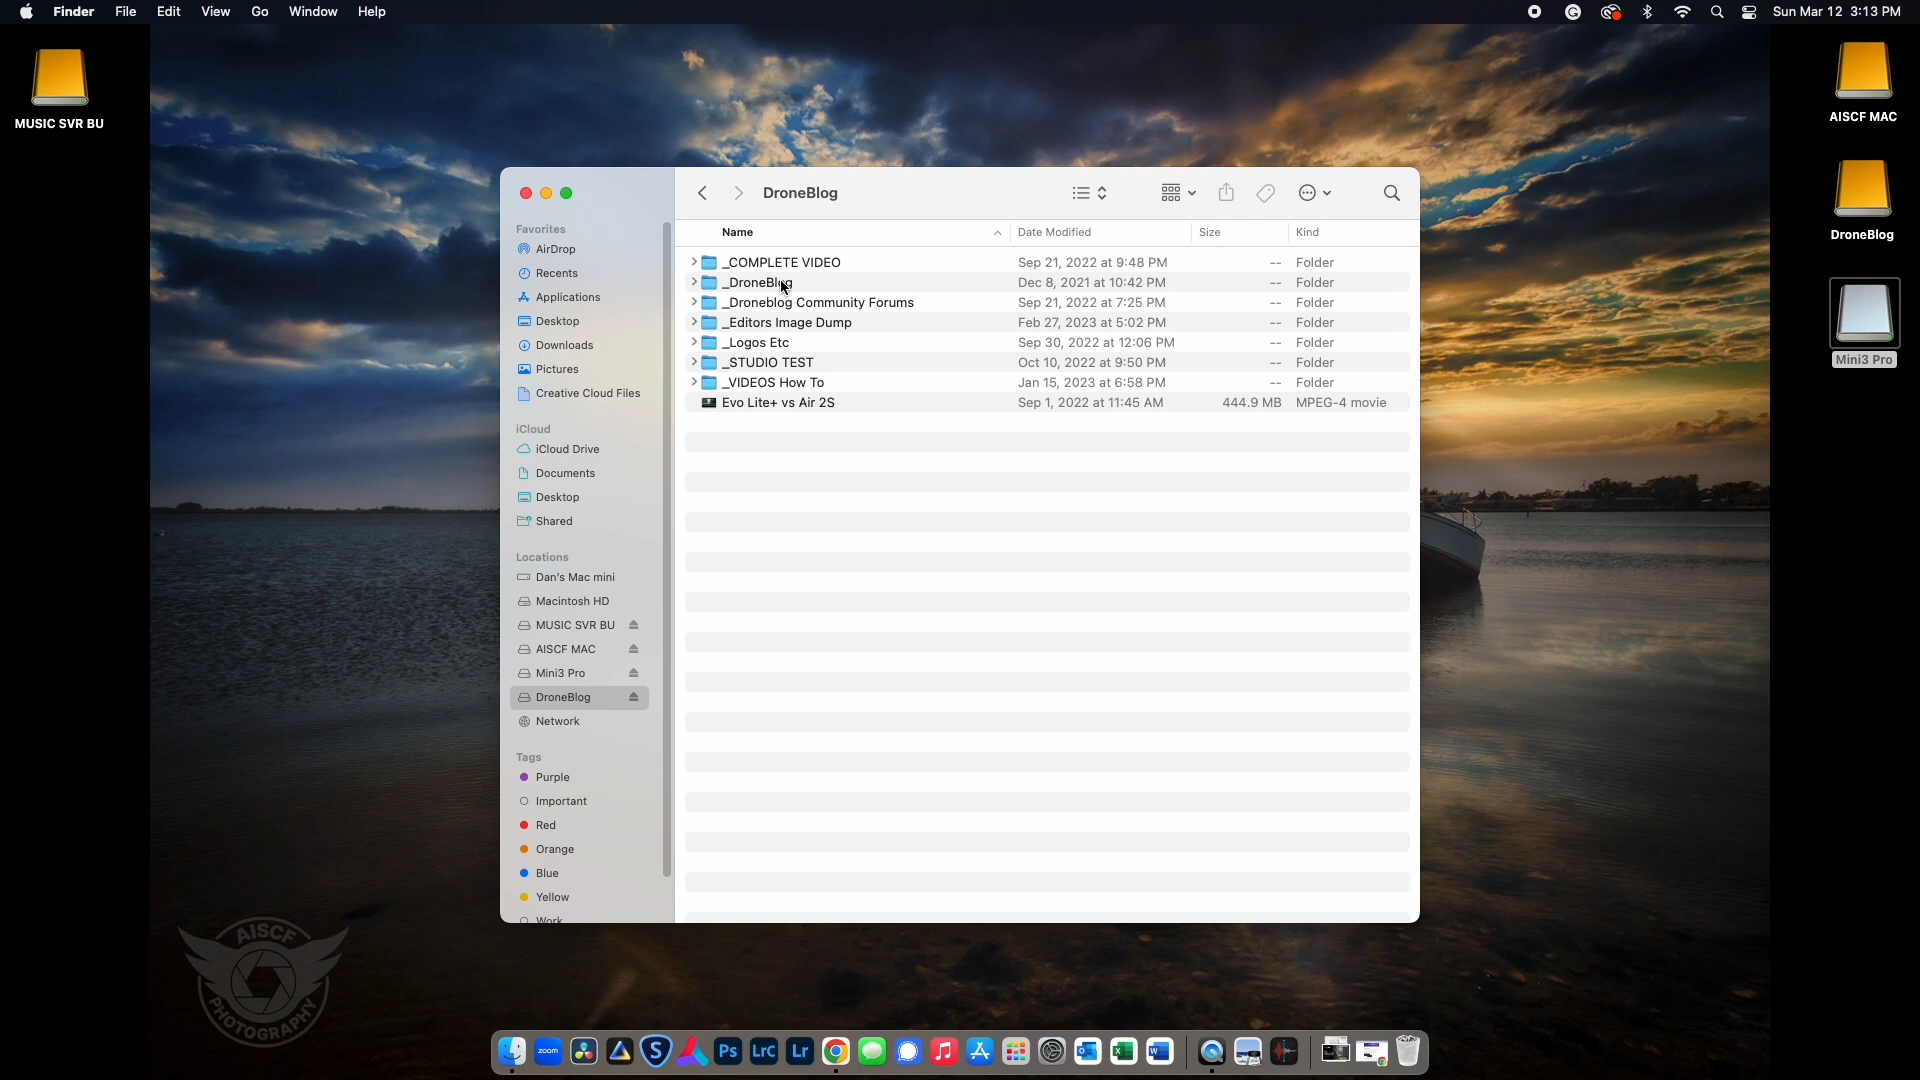 Finder File Edit View Go Window Help
Sun Mar 12 3:13 PM
MUSIC SVR BU
AISCF MAC
DroneBlog
Mini3 Pro
DroneBlog
Favorites
AirDrop
Recents
Applications
Desktop
Downloads
Pictures
Creative Cloud Files
iCloud
iCloud Drive
Documents
Desktop
Shared
Locations
Dan's Mac mini
Macintosh HD
MUSIC SVR BU
AISCF MAC
Mini3 Pro
DroneBlog
Network
Tags
Purple
Important
Red
Orange
Blue
Yellow
Work
Name Date Modified Size Kind
_COMPLETE VIDEO Sep 21, 2022 at 9:48 PM -- Folder
_DroneBlog Dec 8, 2021 at 10:42 PM -- Folder
_Droneblog Community Forums Sep 21, 2022 at 7:25 PM -- Folder
_Editors Image Dump Feb 27, 2023 at 5:02 PM -- Folder
_Logos Etc Sep 30, 2022 at 12:06 PM -- Folder
_STUDIO TEST Oct 10, 2022 at 9:50 PM -- Folder
_VIDEOS How To Jan 15, 2023 at 6:58 PM -- Folder
Evo Lite+ vs Air 2S Sep 1, 2022 at 11:45 AM 444.9 MB MPEG-4 movie
AISCF
PHOTOGRAPHY
zoom S Ps LrC Lr